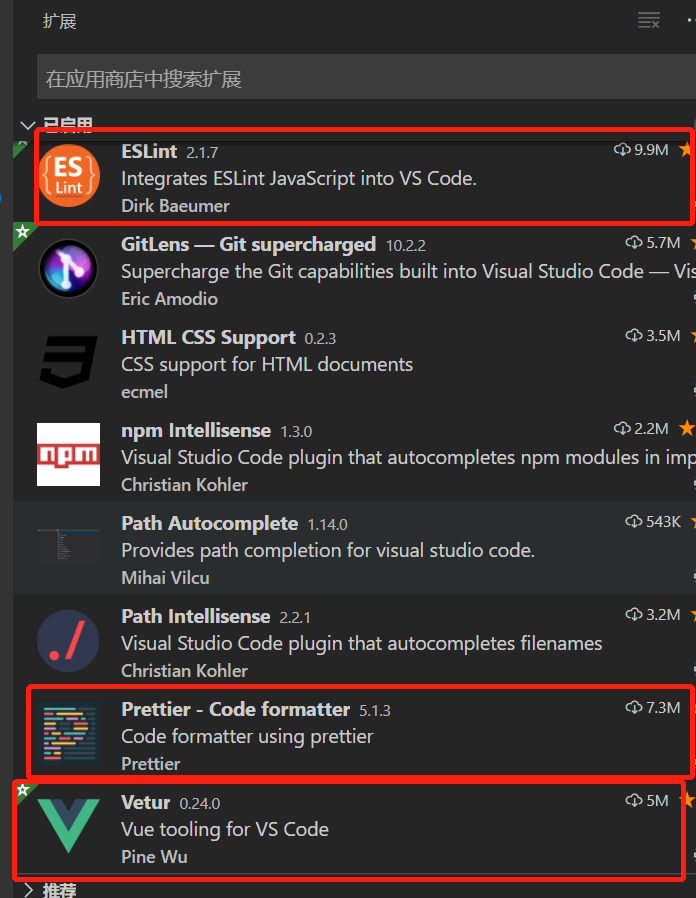 扩展
在应用商店中搜索扩展
已启用
ES
Lint
ESLint 2.1.7 9.9M
Integrates ESLint JavaScript into VS Code.
Dirk Baeumer
GitLens — Git supercharged 10.2.2 5.7M
Supercharge the Git capabilities built into Visual Studio Code — Vis
Eric Amodio
HTML CSS Support 0.2.3 3.5M
CSS support for HTML documents
ecmel
npm
npm Intellisense 1.3.0 2.2M
Visual Studio Code plugin that autocompletes npm modules in imp
Christian Kohler
Path Autocomplete 1.14.0 543K
Provides path completion for visual studio code.
Mihai Vilcu
./
Path Intellisense 2.2.1 3.2M
Visual Studio Code plugin that autocompletes filenames
Christian Kohler
Prettier - Code formatter 5.1.3 7.3M
Code formatter using prettier
Prettier
Vetur 0.24.0 5M
Vue tooling for VS Code
Pine Wu
推荐